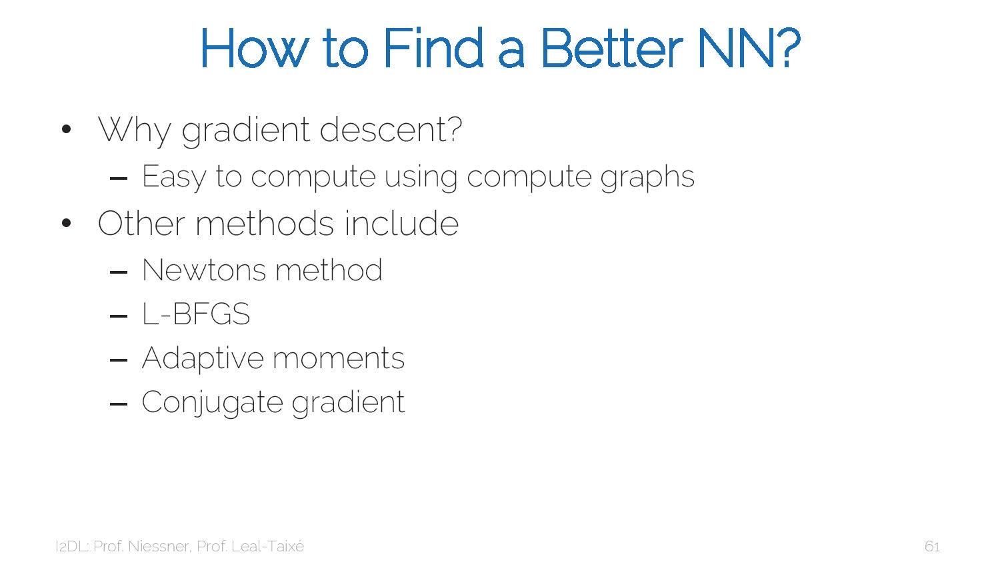 How to Find a Better NN?
• Why gradient descent?
– Easy to compute using compute graphs
• Other methods include
– Newtons method
– L-BFGS
– Adaptive moments
– Conjugate gradient
I2DL: Prof. Niessner, Prof. Leal-Taixé
61